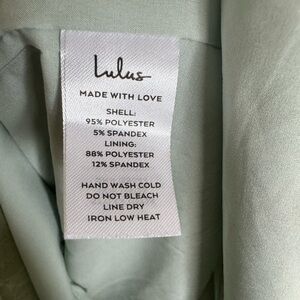 Lulus
MADE WITH LOVE
SHELL:
95% POLYESTER
5% SPANDEX
LINING:
88% POLYESTER
12% SPANDEX
HAND WASH COLD
DO NOT BLEACH
LINE DRY
IRON LOW HEAT